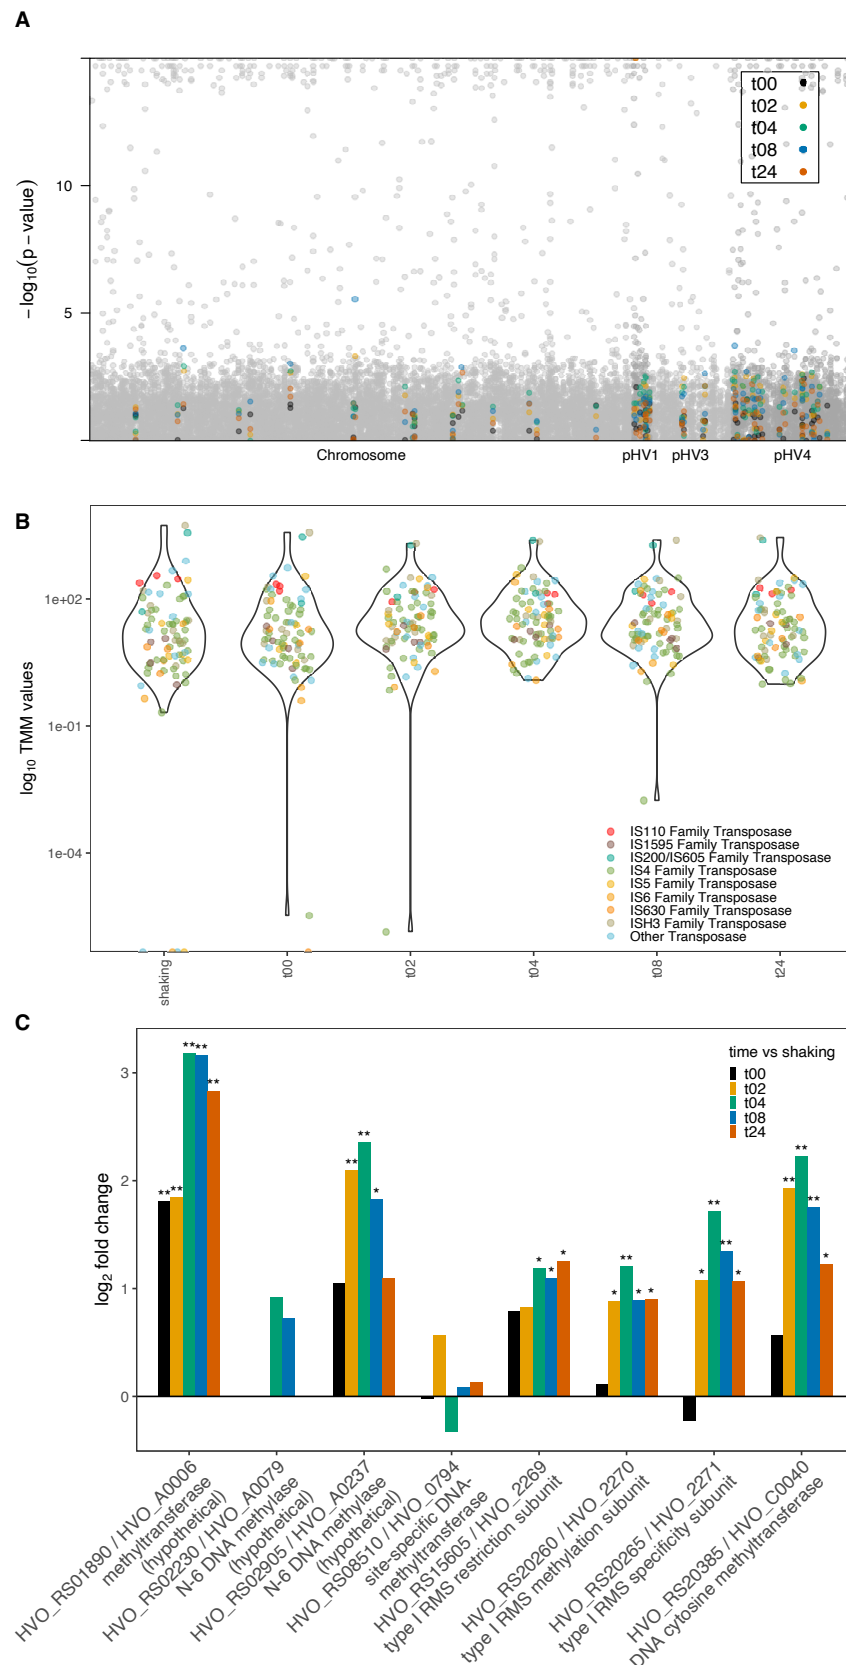 A
t00
t02
t04
t08
t24
10
5
−log10(p − value)
Chromosome
pHV1
pHV3
pHV4
B
1e+02
1e-01
1e-04
log10 TMM values
IS110 Family Transposase
IS1595 Family Transposase
IS200/IS605 Family Transposase
IS4 Family Transposase
IS5 Family Transposase
IS6 Family Transposase
IS630 Family Transposase
ISH3 Family Transposase
Other Transposase
shaking
t00
t02
t04
t08
t24
C
time vs shaking
t00
t02
t04
t08
t24
3
2
1
0
log2 fold change
** ** ** ** **
** ** *
* * *
* ** * *
* ** ** *
** ** ** *
HVO_RS01890 / HVO_A0006
methyltransferase
(hypothetical)
HVO_RS02230 / HVO_A0079
N-6 DNA methylase
(hypothetical)
HVO_RS02905 / HVO_A0237
N-6 DNA methylase
(hypothetical)
HVO_RS08510 / HVO_0794
site-specific DNA-
methyltransferase
HVO_RS15605 / HVO_2269
type I RMS restriction subunit
HVO_RS20260 / HVO_2270
type I RMS methylation subunit
HVO_RS20265 / HVO_2271
type I RMS specificity subunit
HVO_RS20385 / HVO_C0040
DNA cytosine methyltransferase